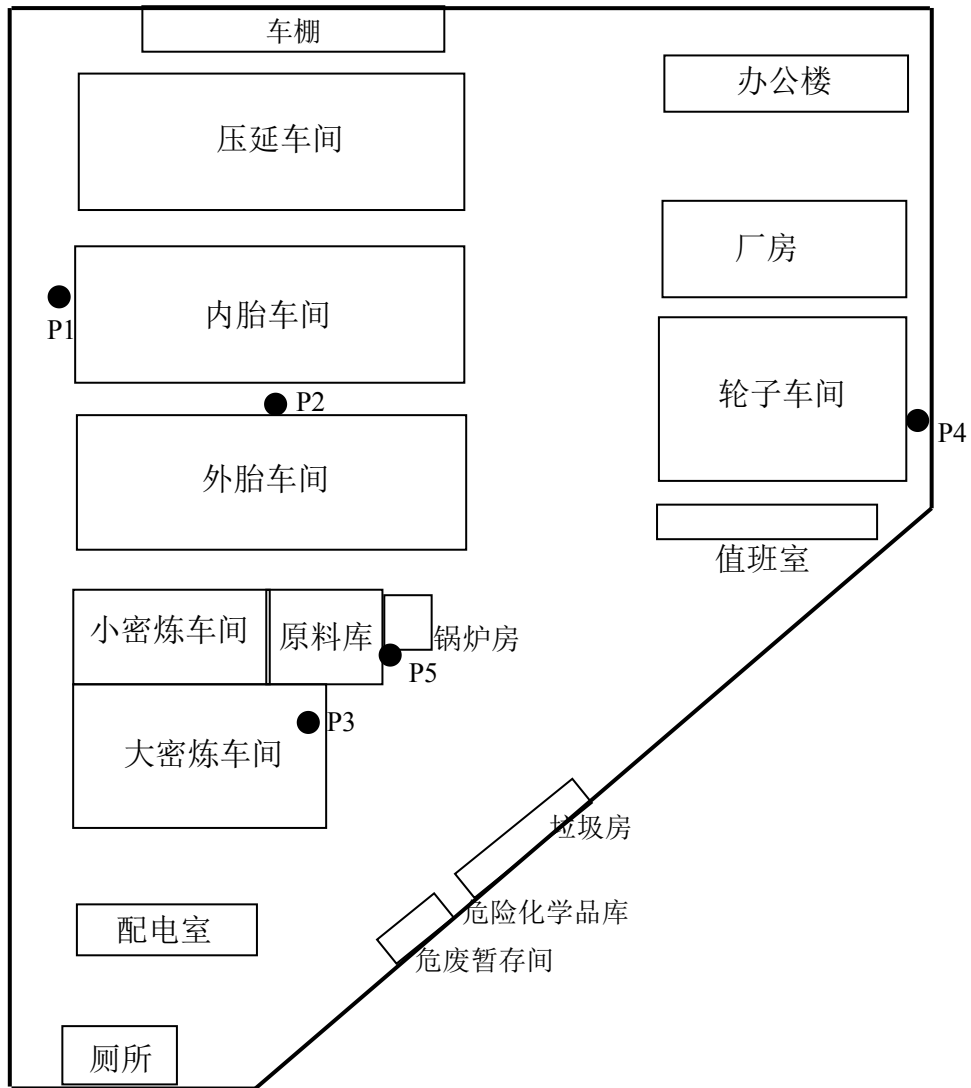 车棚
办公楼
压延车间
厂房
内胎车间
P1
轮子车间
P2
P4
外胎车间
值班室
小密炼车间
原料库
锅炉房
P5
P3
大密炼车间
垃圾房
危险化学品库
配电室
危废暂存间
厕所